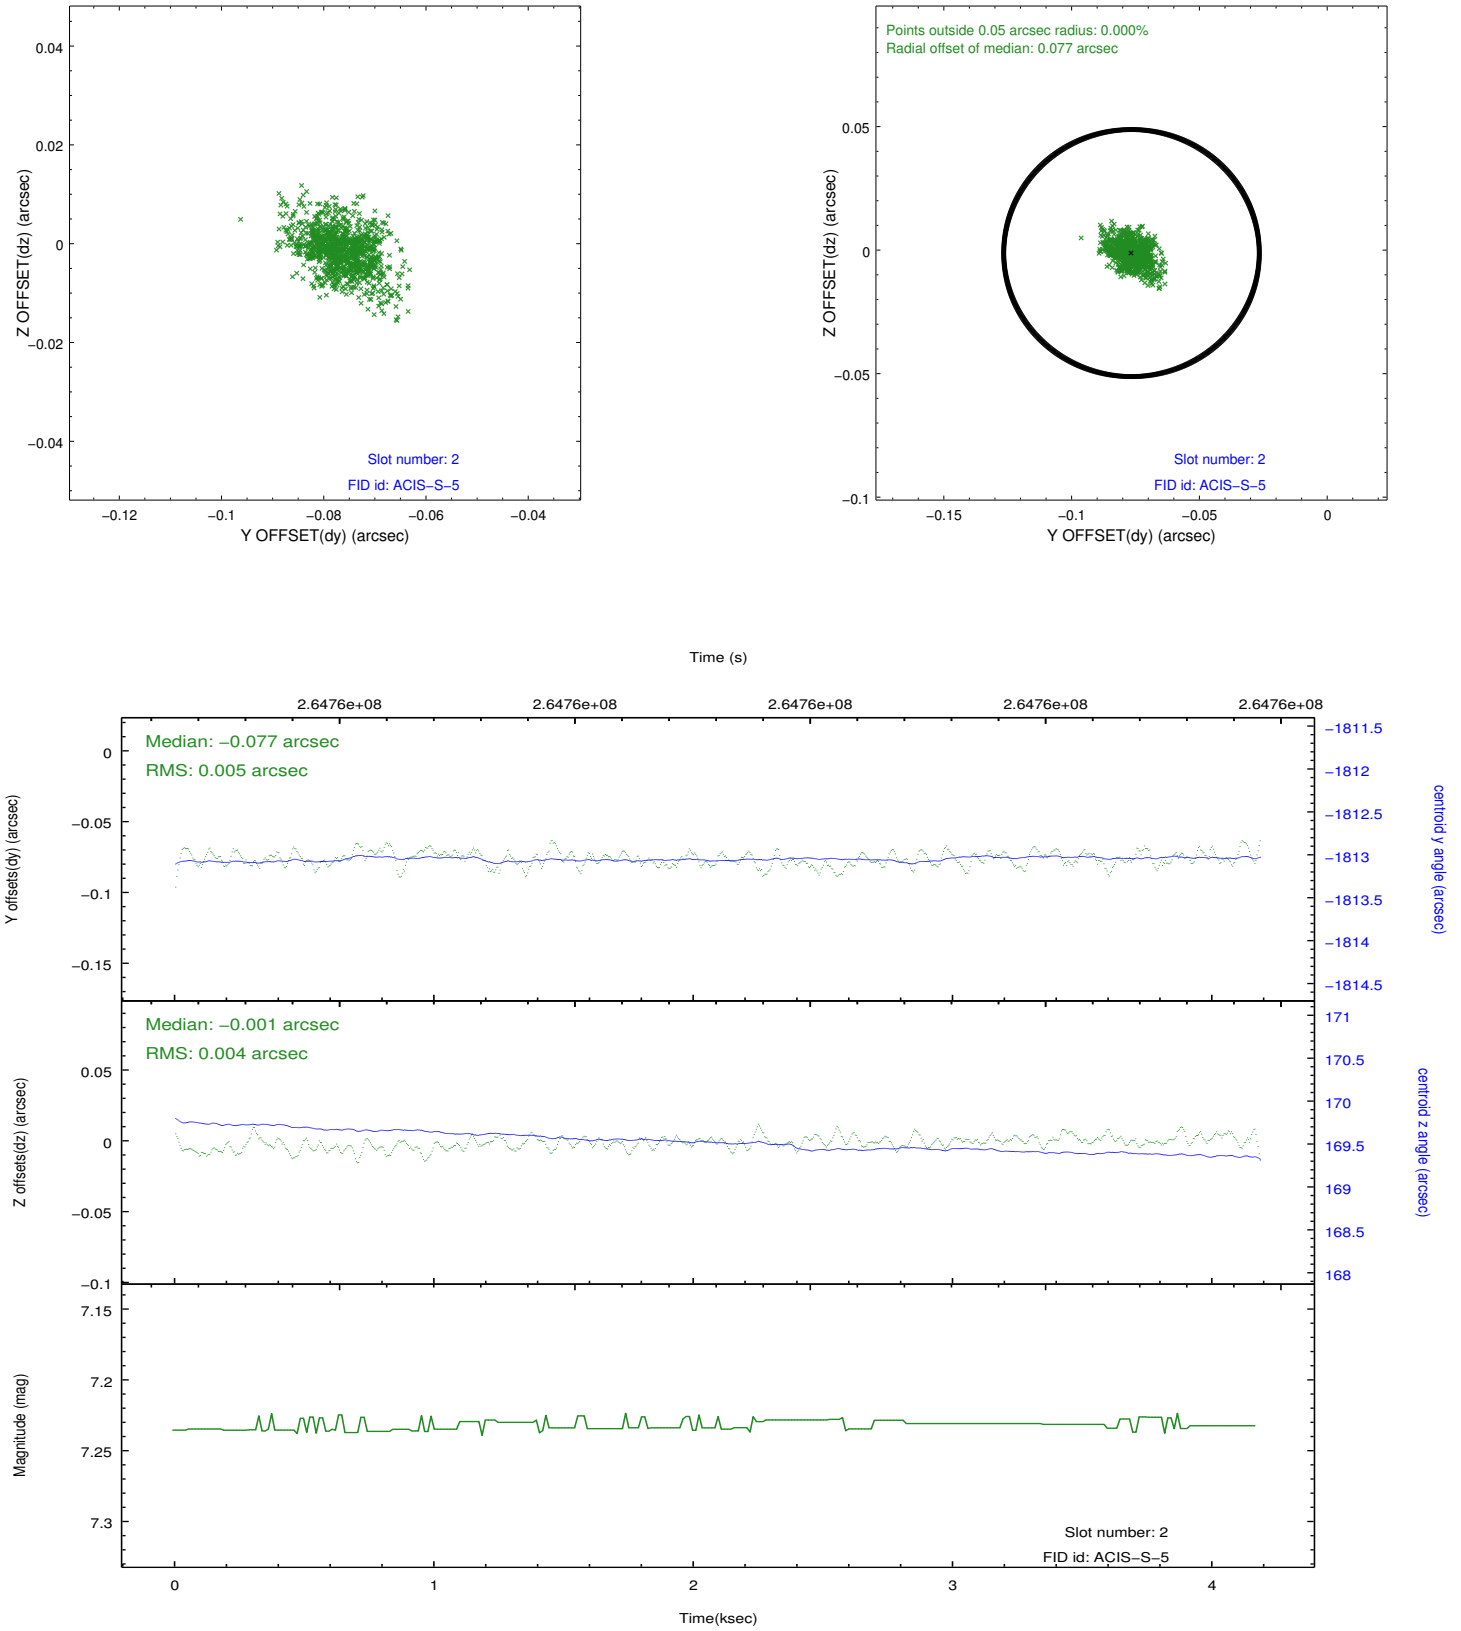 0.04
0.02
0
−0.02
−0.04
Z OFFSET(dz) (arcsec)
Slot number: 2
FID id: ACIS−S−5
−0.12
−0.1
−0.08
−0.06
−0.04
Y OFFSET(dy) (arcsec)
Points outside 0.05 arcsec radius: 0.000%
Radial offset of median: 0.077 arcsec
0.05
0
−0.05
−0.1
Z OFFSET(dz) (arcsec)
Slot number: 2
FID id: ACIS−S−5
−0.15
−0.1
−0.05
0
Y OFFSET(dy) (arcsec)
Time (s)
2.6476e+08
2.6476e+08
2.6476e+08
2.6476e+08
2.6476e+08
Median: −0.077 arcsec
RMS: 0.005 arcsec
0
−0.05
−0.1
−0.15
Y offsets(dy) (arcsec)
−1811.5
−1812
−1812.5
−1813
−1813.5
−1814
−1814.5
centroid y angle (arcsec)
Median: −0.001 arcsec
RMS: 0.004 arcsec
0.05
0
−0.05
−0.1
Z offsets(dz) (arcsec)
171
170.5
170
169.5
169
168.5
168
centroid z angle (arcsec)
7.15
7.2
7.25
7.3
Magnitude (mag)
Slot number: 2
FID id: ACIS−S−5
0
1
2
3
4
Time(ksec)